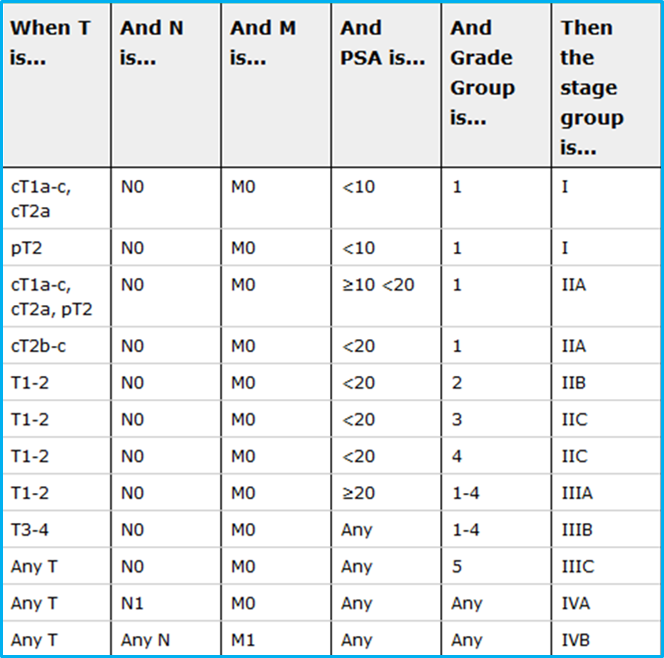 When T is... And N is... And M is... And PSA is... And Grade Group is... Then the stage group is...
cT1a-c, cT2a N0 M0 <10 1 I
pT2 N0 M0 <10 1 I
cT1a-c, cT2a, pT2 N0 M0 ≥10 <20 1 IIA
cT2b-c N0 M0 <20 1 IIA
T1-2 N0 M0 <20 2 IIB
T1-2 N0 M0 <20 3 IIC
T1-2 N0 M0 <20 4 IIC
T1-2 N0 M0 ≥20 1-4 IIIA
T3-4 N0 M0 Any 1-4 IIIB
Any T N0 M0 Any 5 IIIC
Any T N1 M0 Any Any IVA
Any T Any N M1 Any Any IVB